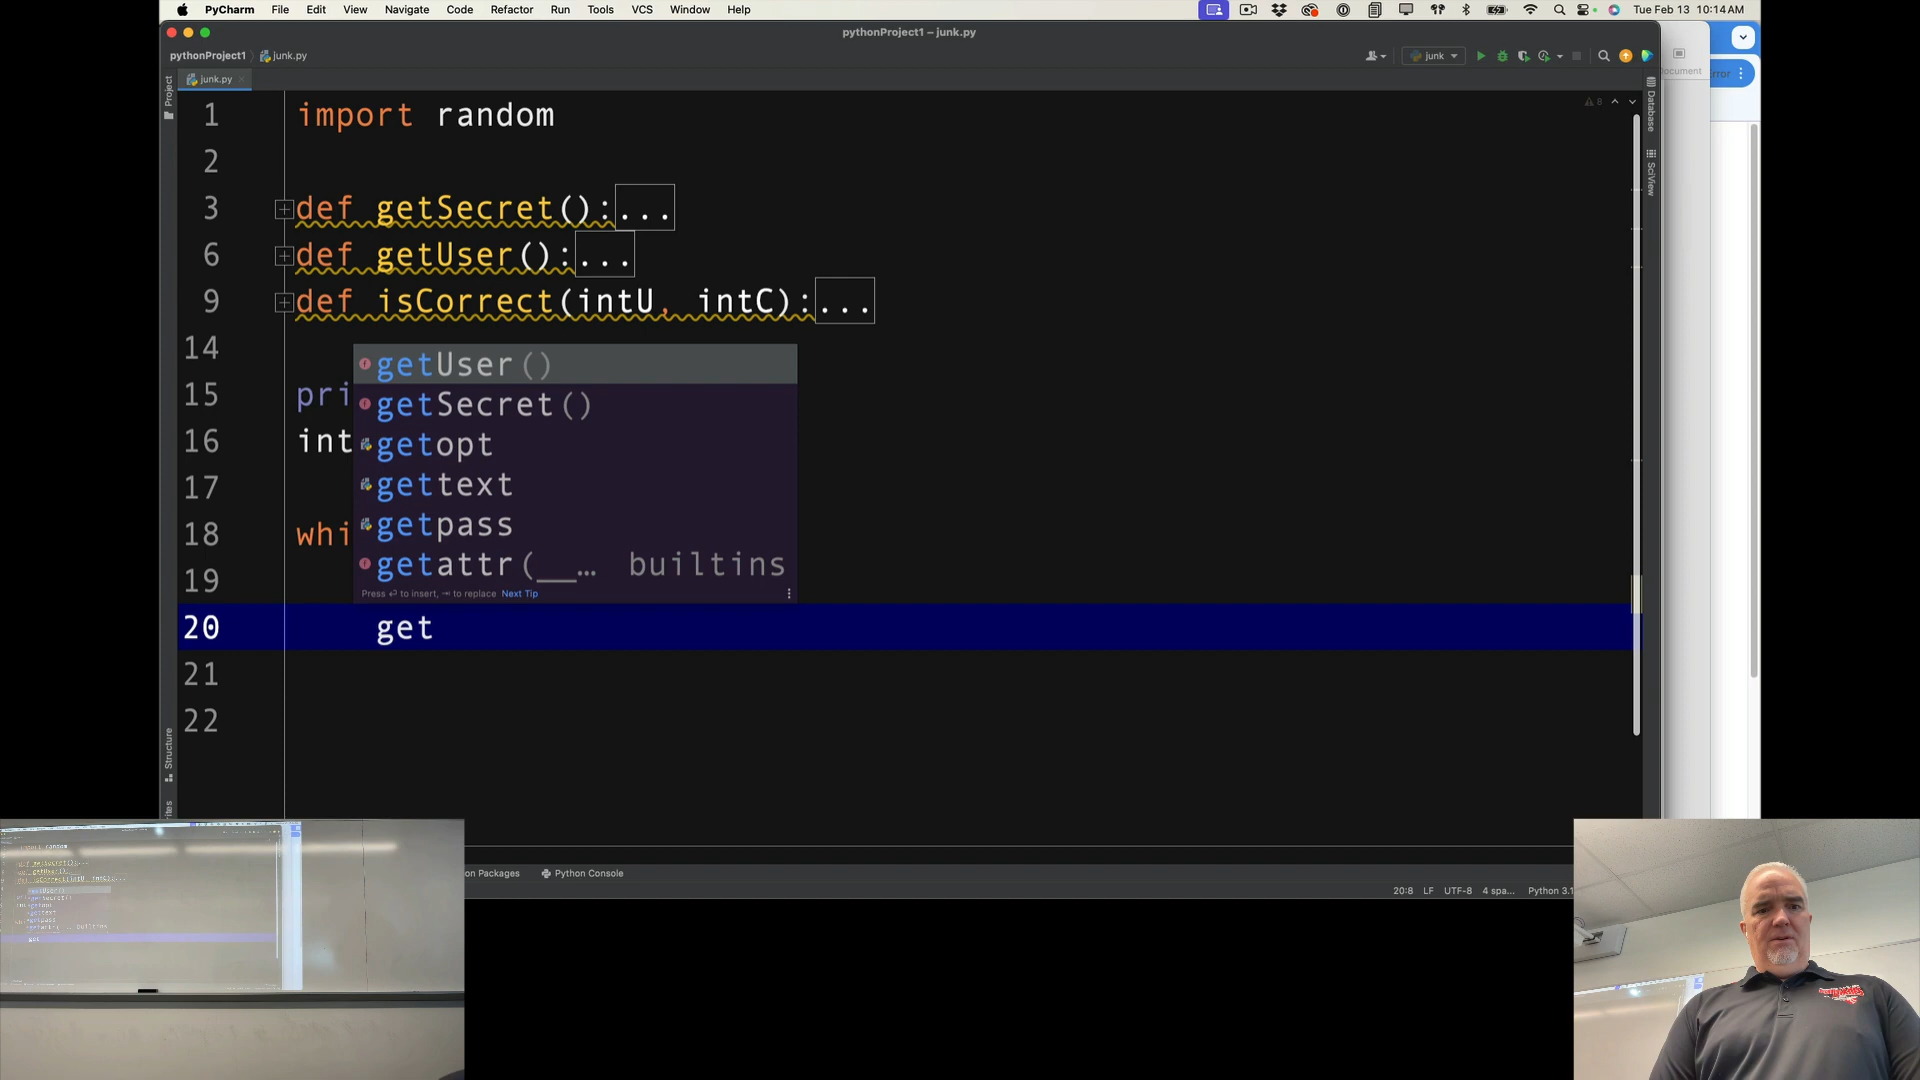 PyCharm File Edit View Navigate Code Refactor Run Tools VCS Window Help Tue Feb 13 10:14 AM
pythonProject1 – junk.py
pythonProject1 junk.py junk
junk.py
Project
Document
rror
8
Database
SciView
1 import random
2
3 def getSecret():...
6 def getUser():...
9 def isCorrect(intU, intC):...
14
getUser()
15 pri
getSecret()
16 int
getopt
17
gettext
18 whi
getpass
19
getattr(__… builtins
Press ↩ to insert, ⇥ to replace Next Tip
20 get
21
22
Structure
rites
on Packages Python Console
20:8 LF UTF-8 4 spa... Python 3.1